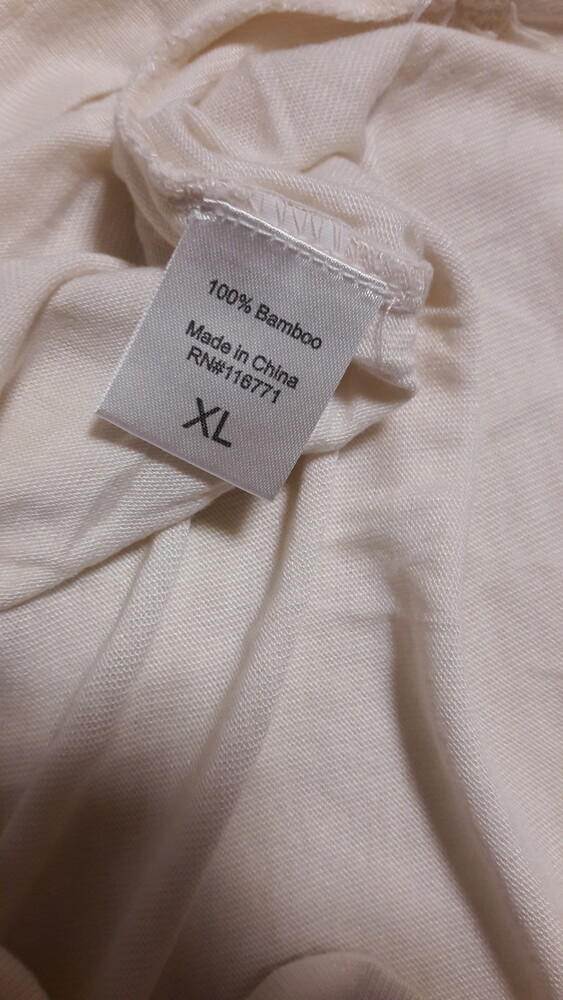 100% Bamboo
Made in China
RN#116771
XL